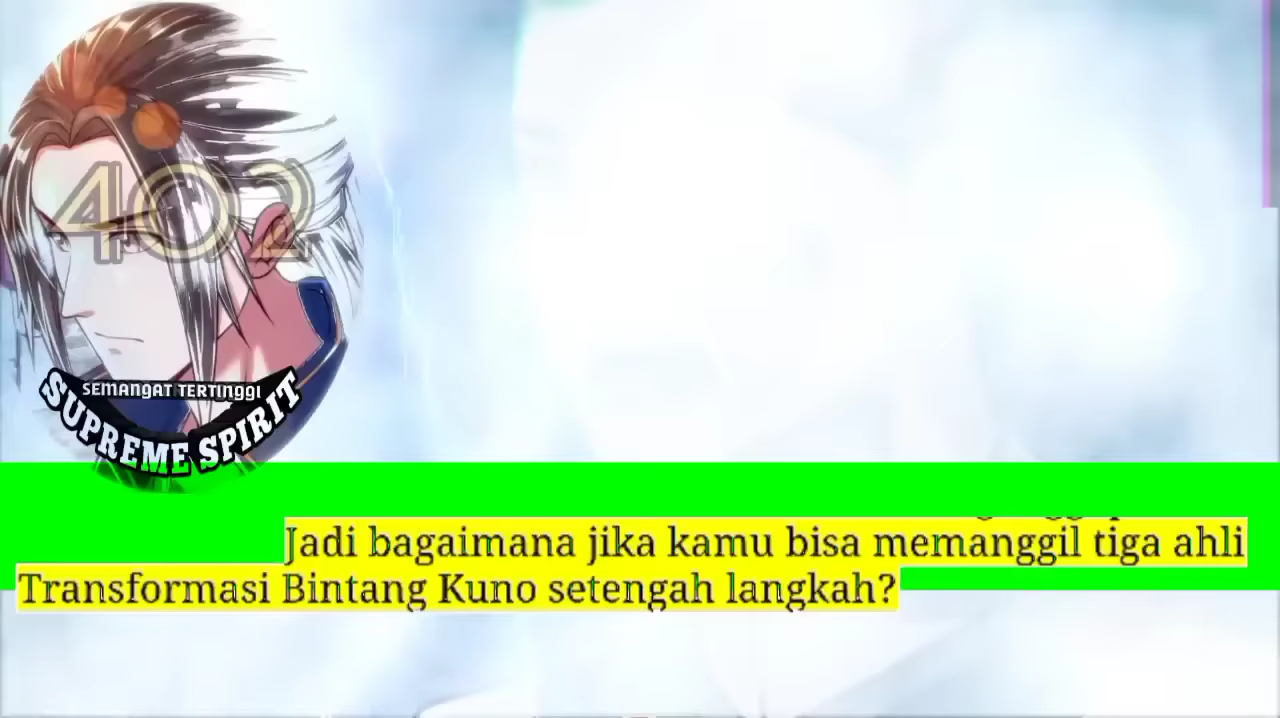 402
SEMANGAT TERTINGGI
SUPREME SPIRIT
Jadi bagaimana jika kamu bisa memanggil tiga ahli
Transformasi Bintang Kuno setengah langkah?